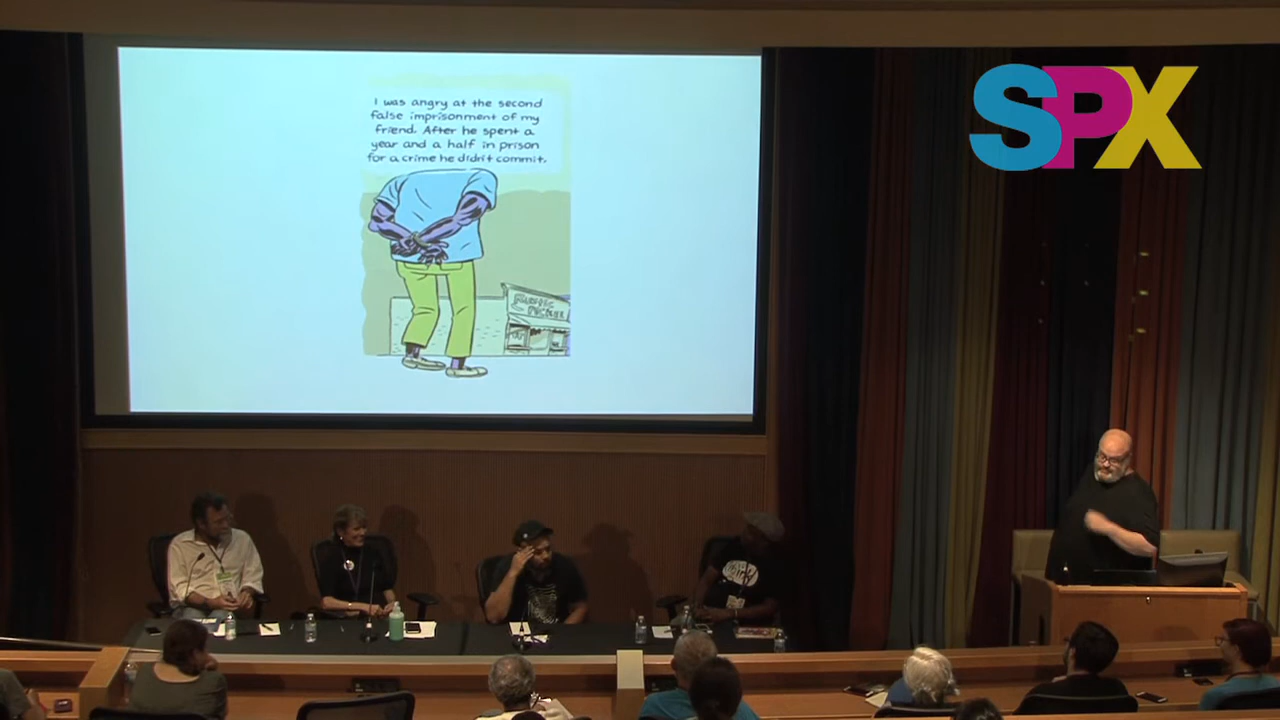 I was angry at the second
false imprisonment of my
friend. After he spent a
year and a half in prison
for a crime he didn't commit.
SPX